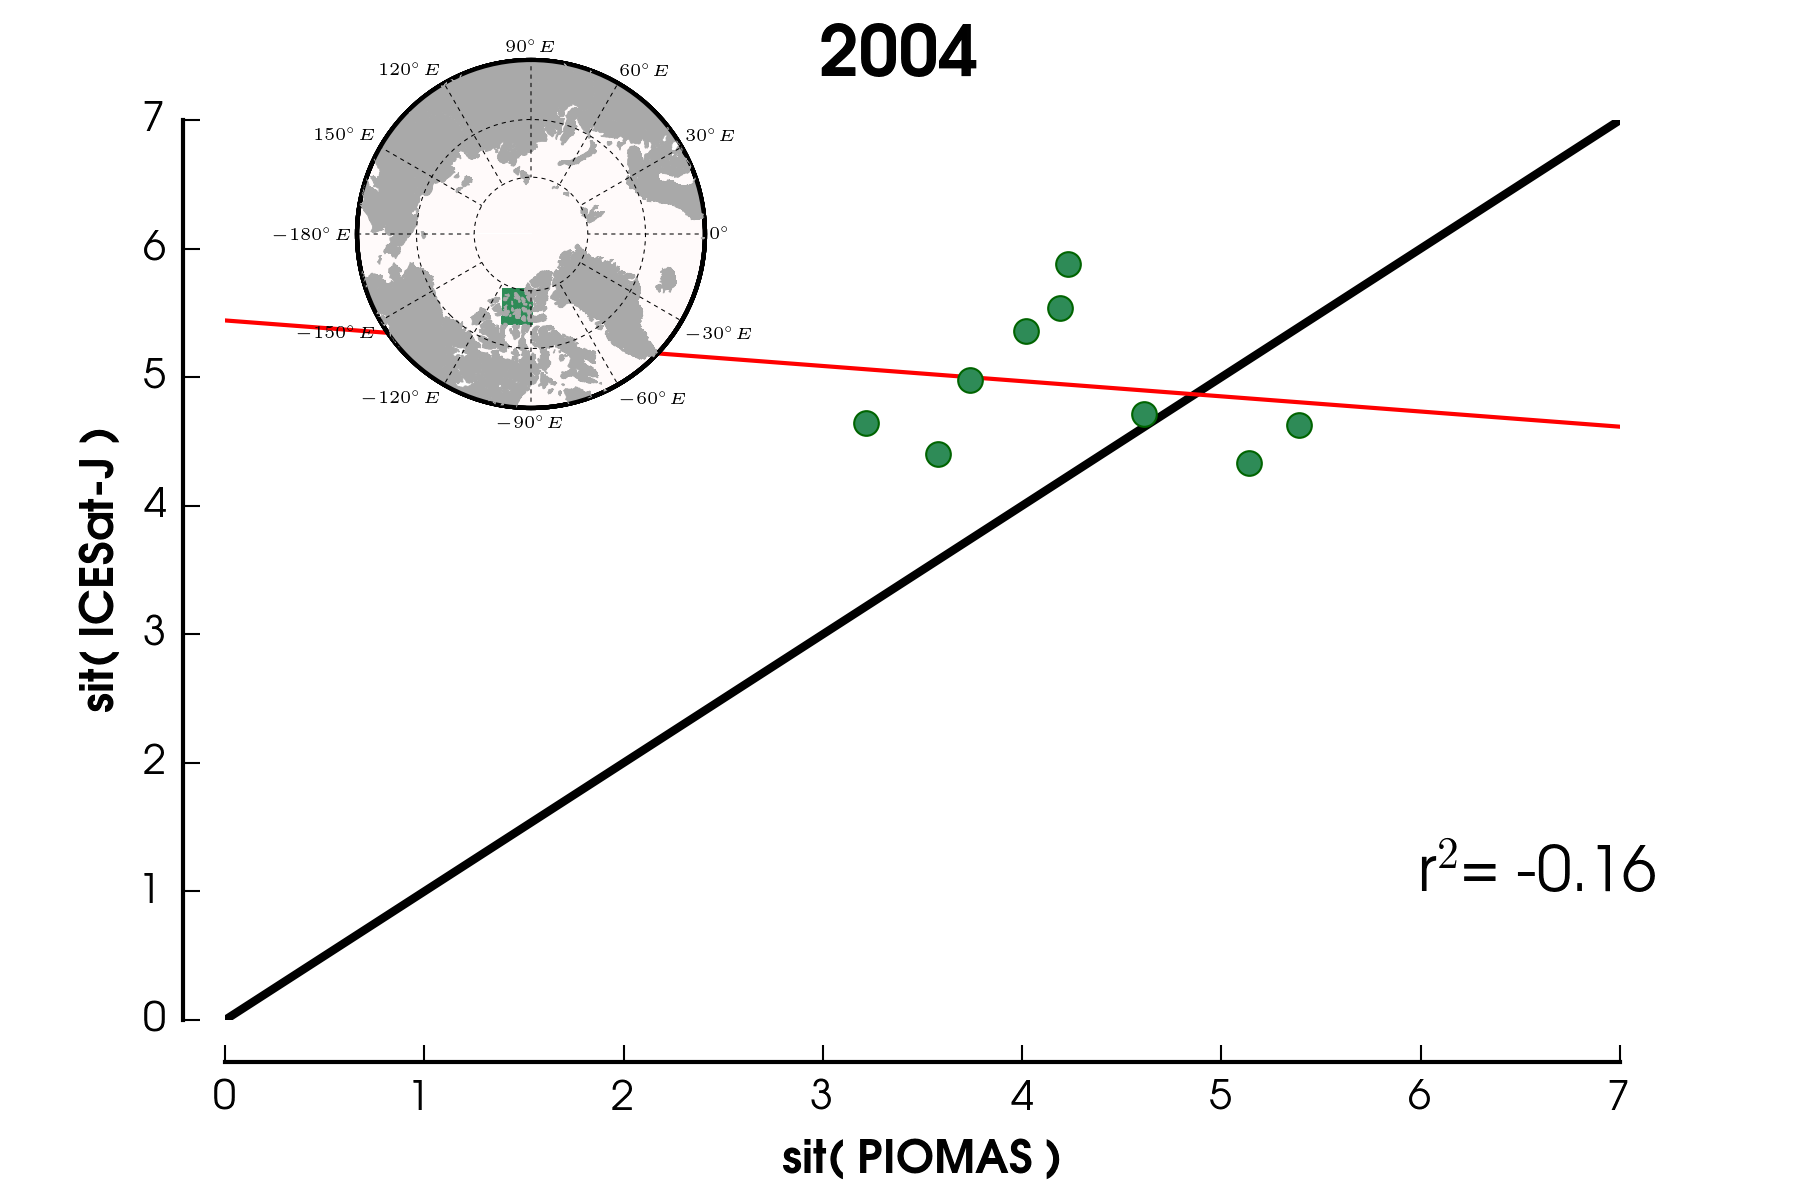 2004
90° E
120° E
60° E
150° E
30° E
−180° E
0°
−150° E
−30° E
−120° E
−60° E
−90° E
7
6
5
4
3
2
1
0
sit( ICESat-J )
r²= -0.16
0 1 2 3 4 5 6 7
sit( PIOMAS )